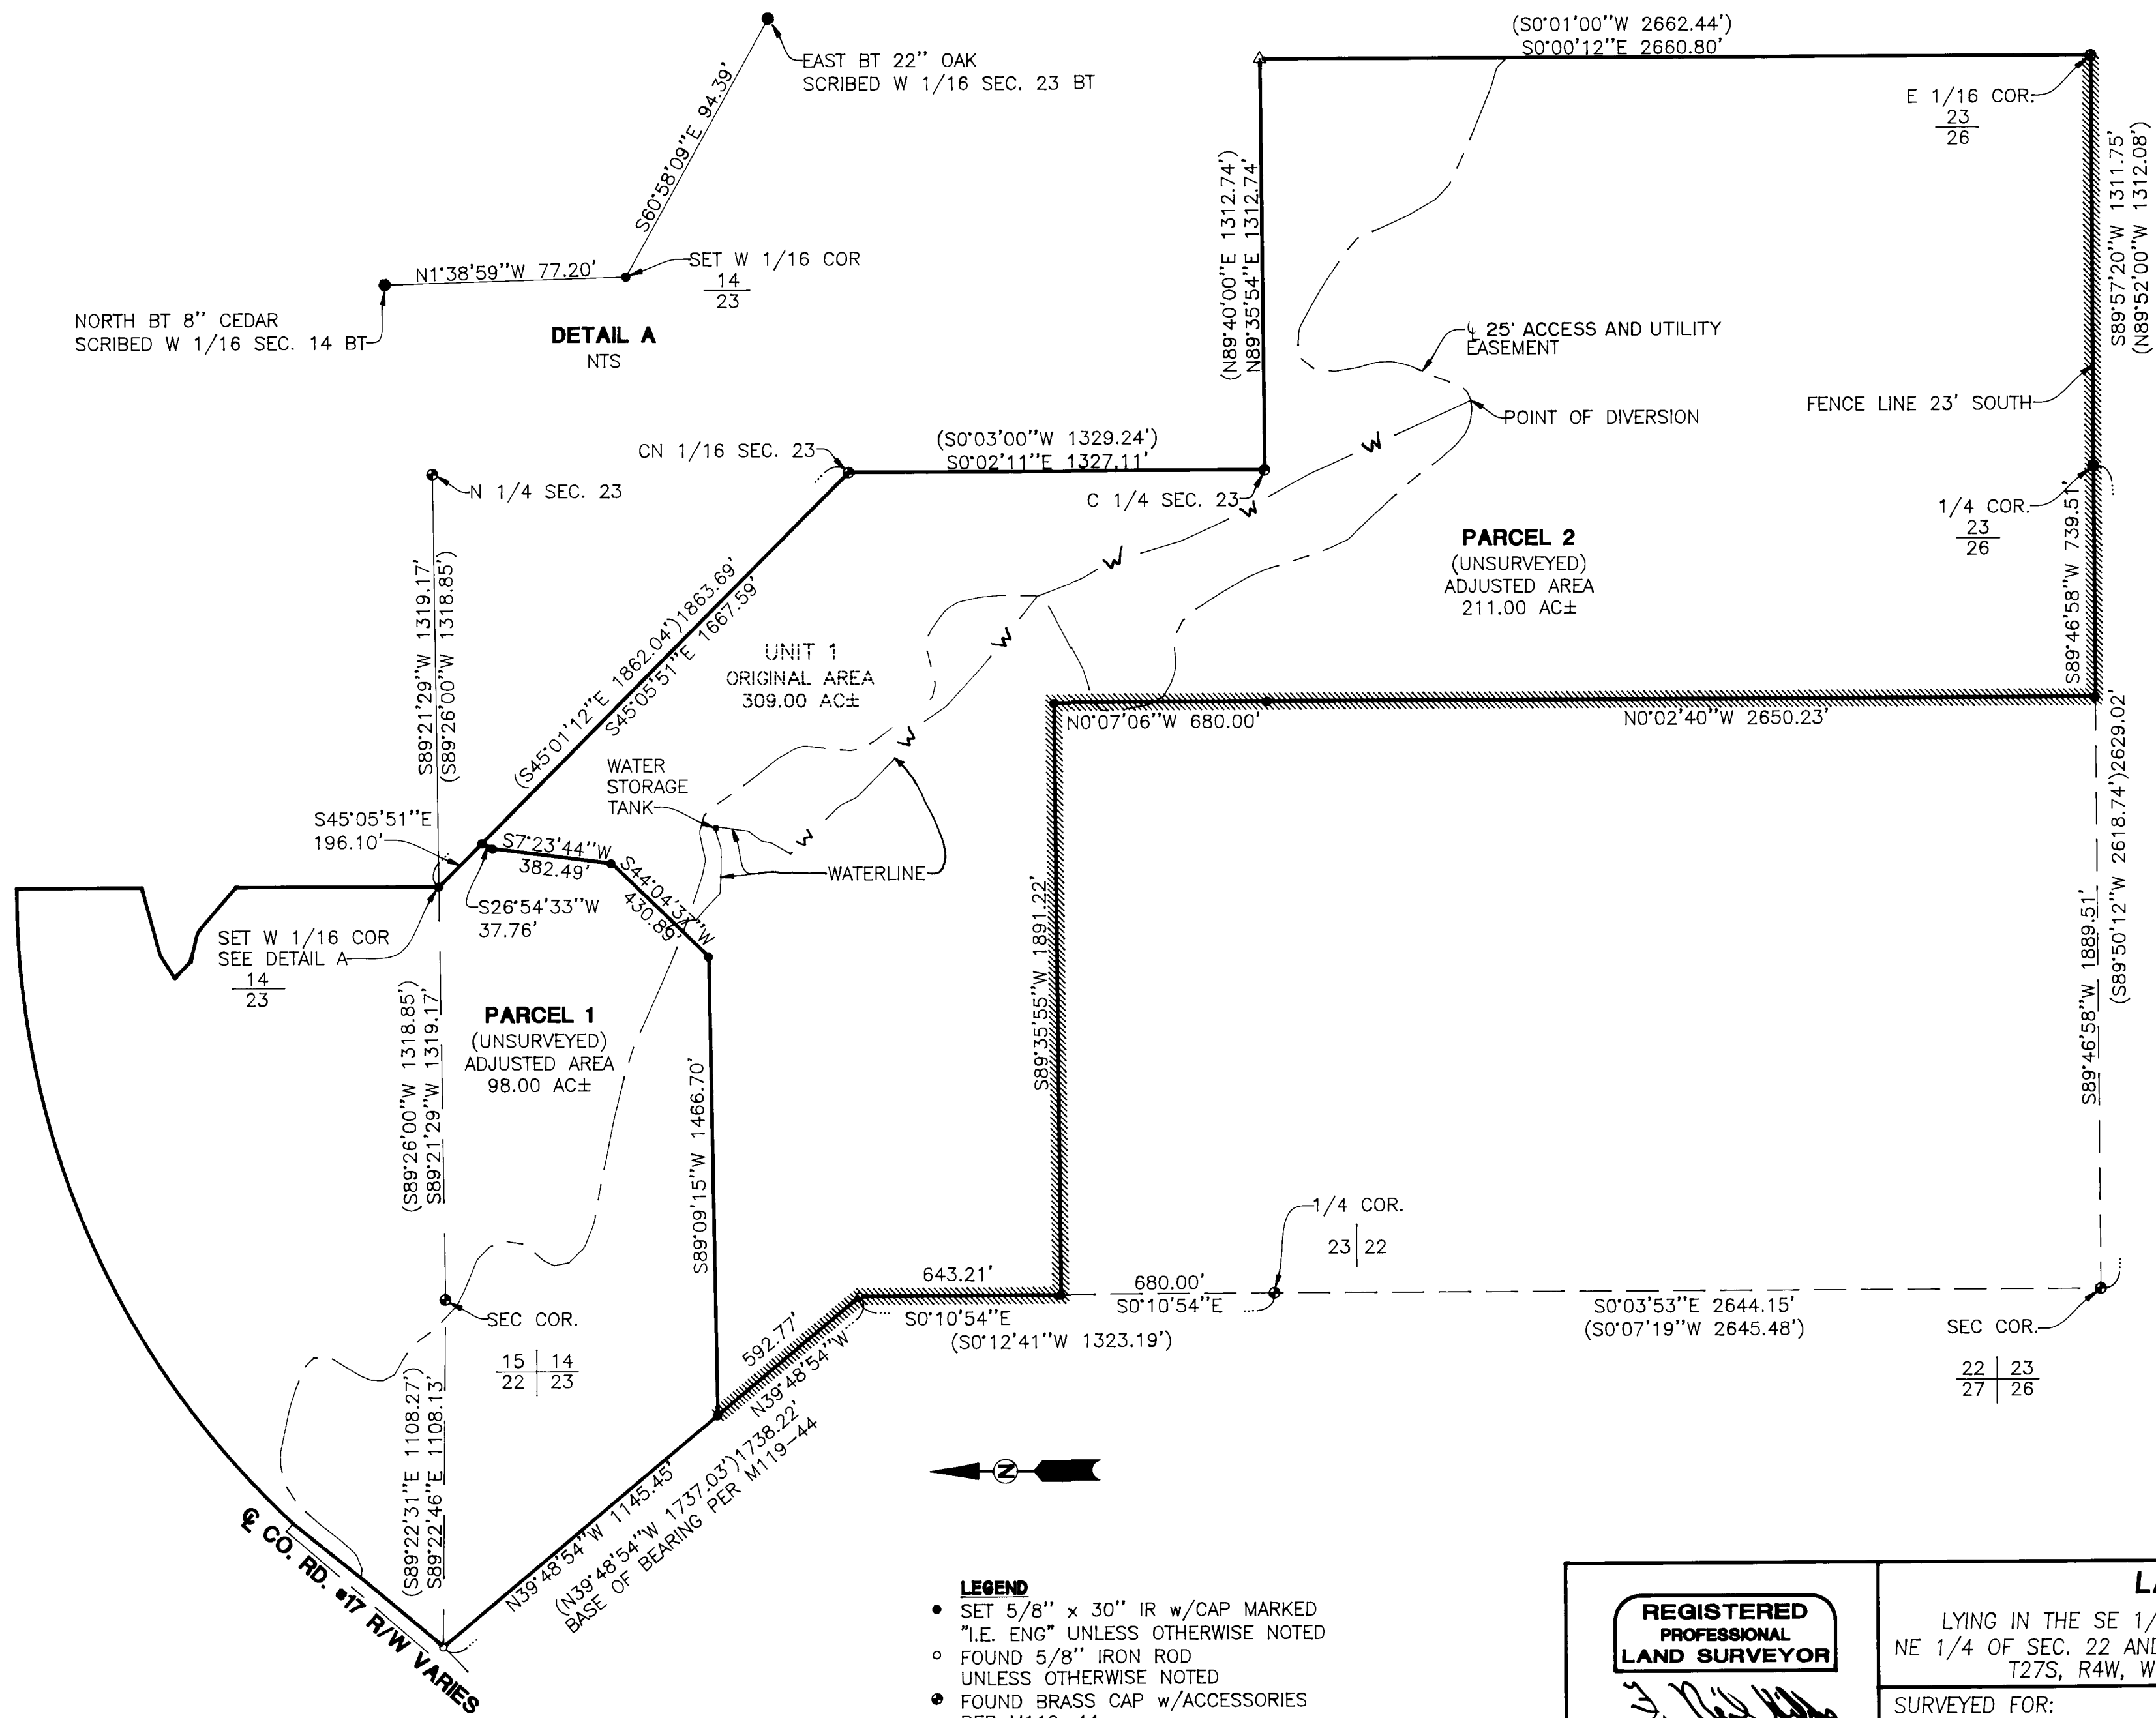 (S0°01'00"W 2662.44')
S0°00'12"E 2660.80'
EAST BT 22" OAK
SCRIBED W 1/16 SEC. 23 BT
S60°58'09"E 94.39'
E 1/16 COR.
23
26
S89°57'20"W 1311.75'
(N89°52'00"W 1312.08')
(N89°40'00"E 1312.74')
N89°35'54"E 1312.74'
N1°38'59"W 77.20'
SET W 1/16 COR
14
23
NORTH BT 8" CEDAR
SCRIBED W 1/16 SEC. 14 BT
DETAIL A
NTS
℄ 25' ACCESS AND UTILITY
EASEMENT
POINT OF DIVERSION
FENCE LINE 23' SOUTH
CN 1/16 SEC. 23
(S0°03'00"W 1329.24')
S0°02'11"E 1327.11'
N 1/4 SEC. 23
C 1/4 SEC. 23
W
W
W
W
W
W
1/4 COR.
23
26
PARCEL 2
(UNSURVEYED)
ADJUSTED AREA
211.00 AC±
S89°46'58"W 739.51'
S89°21'29"W 1319.17'
(S89°26'00"W 1318.85')
(S45°01'12"E 1862.04')1863.69'
S45°05'51"E 1667.59'
UNIT 1
ORIGINAL AREA
309.00 AC±
N0°07'06"W 680.00'
N0°02'40"W 2650.23'
WATER
STORAGE
TANK
S45°05'51"E
196.10'
S7°23'44"W
382.49'
S44°04'37"W
430.89'
WATERLINE
S26°54'33"W
37.76'
SET W 1/16 COR
SEE DETAIL A
14
23
S89°35'55"W 1891.22'
S89°46'58"W 1889.51'
(S89°50'12"W 2618.74')2629.02'
PARCEL 1
(UNSURVEYED)
ADJUSTED AREA
98.00 AC±
(S89°26'00"W 1318.85')
S89°21'29"W 1319.17'
S89°09'15"W 1466.70'
1/4 COR.
23 22
643.21'
S0°10'54"E
680.00'
S0°10'54"E
(S0°12'41"W 1323.19')
S0°03'53"E 2644.15'
(S0°07'19"W 2645.48')
SEC COR.
22 23
27 26
SEC COR.
15 14
22 23
592.77'
N39°48'54"W
(S89°22'31"E 1108.27')
S89°22'46"E 1108.13'
N39°48'54"W 1145.45'
(N39°48'54"W 1737.03')1738.22'
BASE OF BEARING PER M119-44
N
℄ CO. RD. #17 R/W VARIES
LEGEND
SET 5/8" x 30" IR w/CAP MARKED
"I.E. ENG" UNLESS OTHERWISE NOTED
FOUND 5/8" IRON ROD
UNLESS OTHERWISE NOTED
FOUND BRASS CAP w/ACCESSORIES
REGISTERED
PROFESSIONAL
LAND SURVEYOR
LYING IN THE SE 1/
NE 1/4 OF SEC. 22 AND
T27S, R4W, W
SURVEYED FOR: